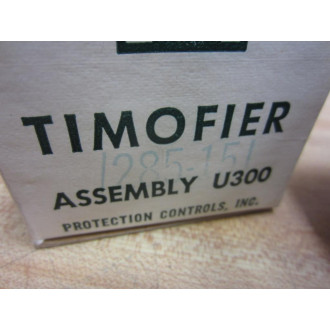 TIMOFIER
1285-151
ASSEMBLY U300
PROTECTION CONTROLS, INC.